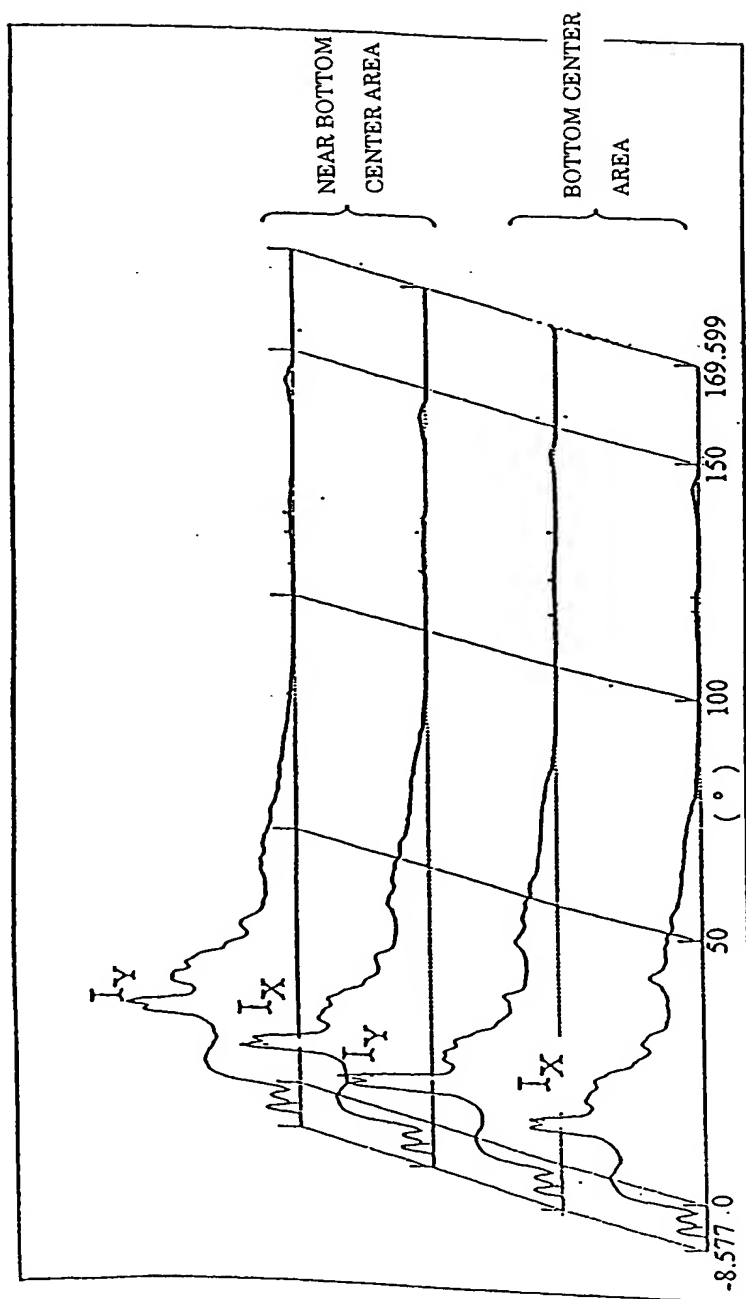 NEAR BOTTOM
CENTER AREA
BOTTOM CENTER
AREA
I_Y
I_X
I_Y
I_X
-8.577 0 50 100 150 169.599
( ° )